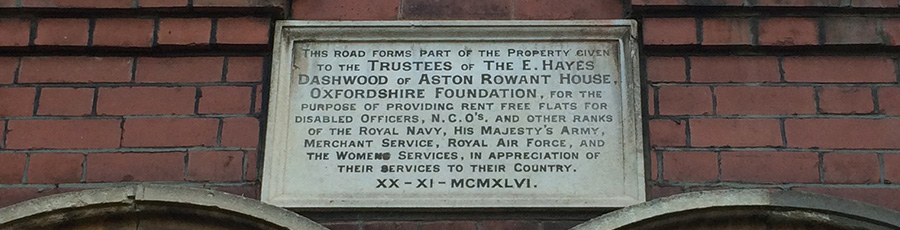 This road forms part of the Property given
to the Trustees of The E. Hayes
Dashwood of Aston Rowant House,
Oxfordshire Foundation, for the
purpose of providing rent free flats for
disabled Officers, N.C.O's. and other ranks
of the Royal Navy, His Majesty's Army,
Merchant Service, Royal Air Force, and
the Womens Services, in appreciation of
their services to their Country.
XX - XI - MCMXLVI.